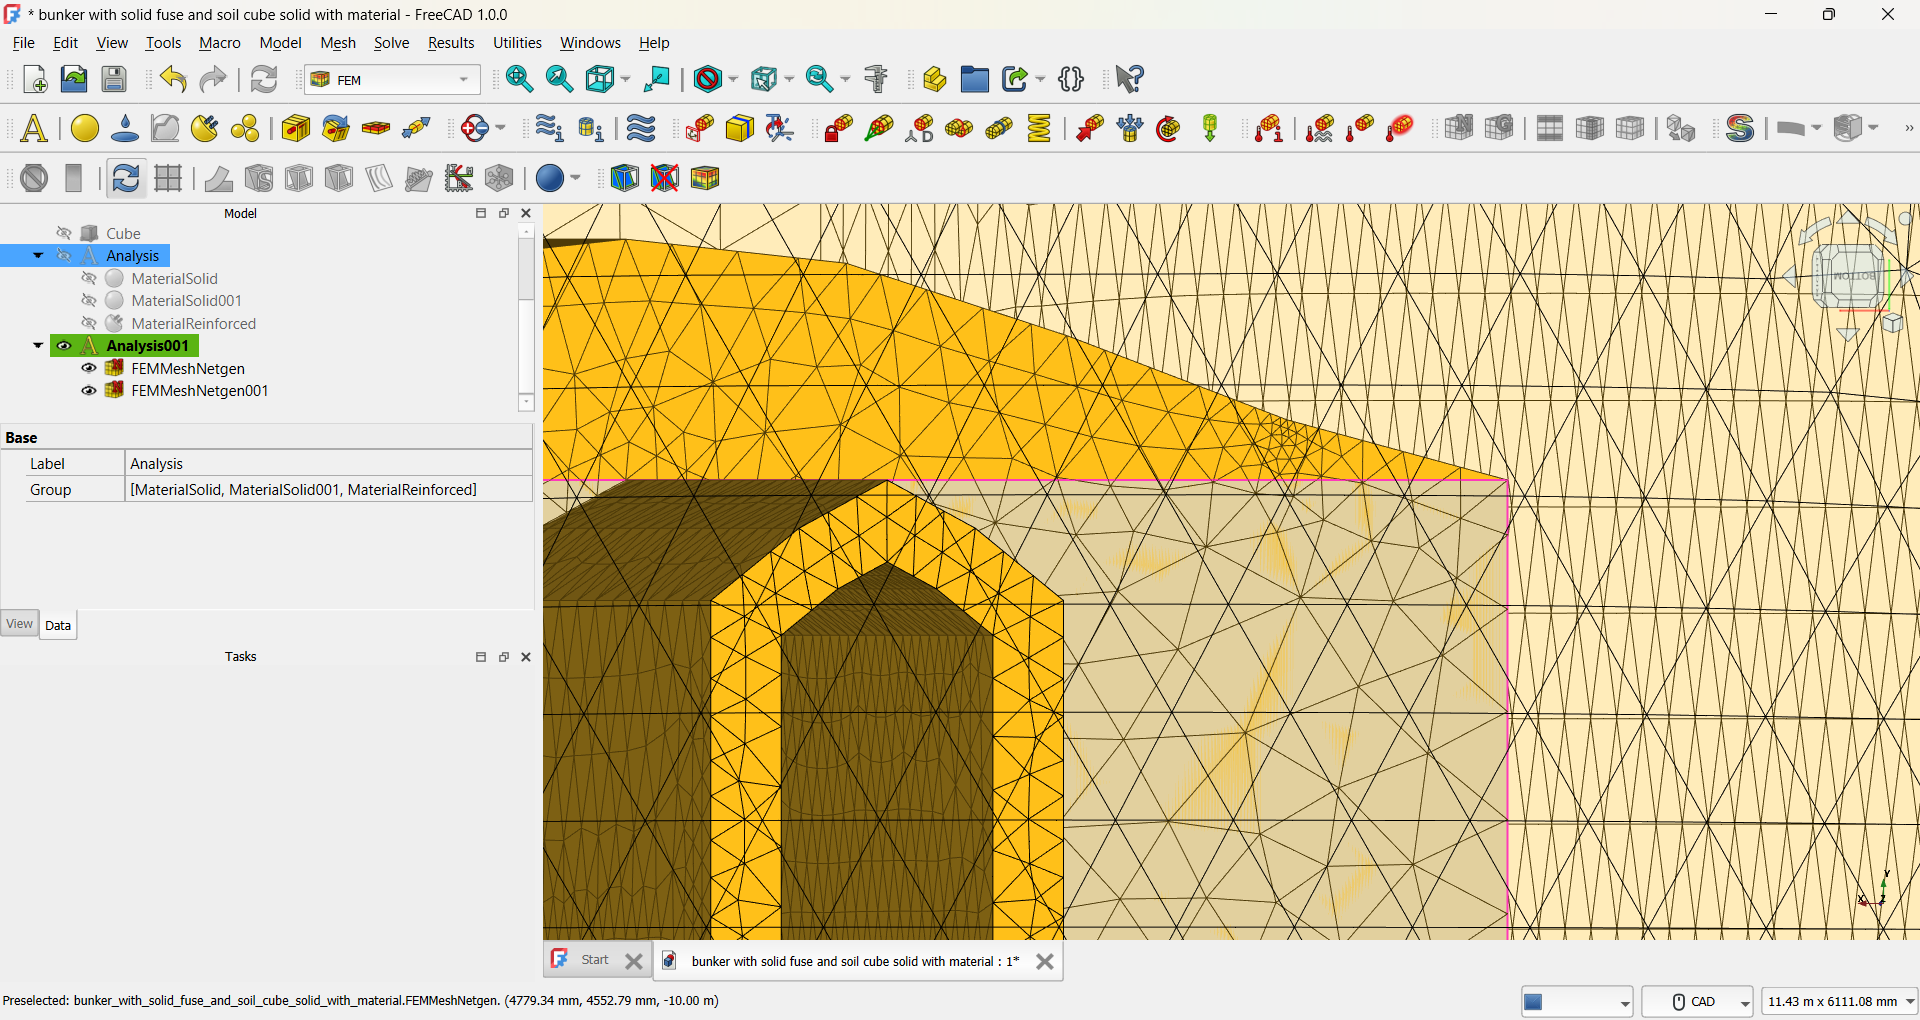 * bunker with solid fuse and soil cube solid with material - FreeCAD 1.0.0
File Edit View Tools Macro Model Mesh Solve Results Utilities Windows Help
FEM
»
Model
Cube
Analysis
MaterialSolid
MaterialSolid001
MaterialReinforced
Analysis001
FEMMeshNetgen
FEMMeshNetgen001
Base
Label Analysis
Group [MaterialSolid, MaterialSolid001, MaterialReinforced]
View Data
Tasks
BOTTOM
Y
X Z
Start
bunker with solid fuse and soil cube solid with material : 1*
Preselected: bunker_with_solid_fuse_and_soil_cube_solid_with_material.FEMMeshNetgen. (4779.34 mm, 4552.79 mm, -10.00 m)
CAD
11.43 m x 6111.08 mm